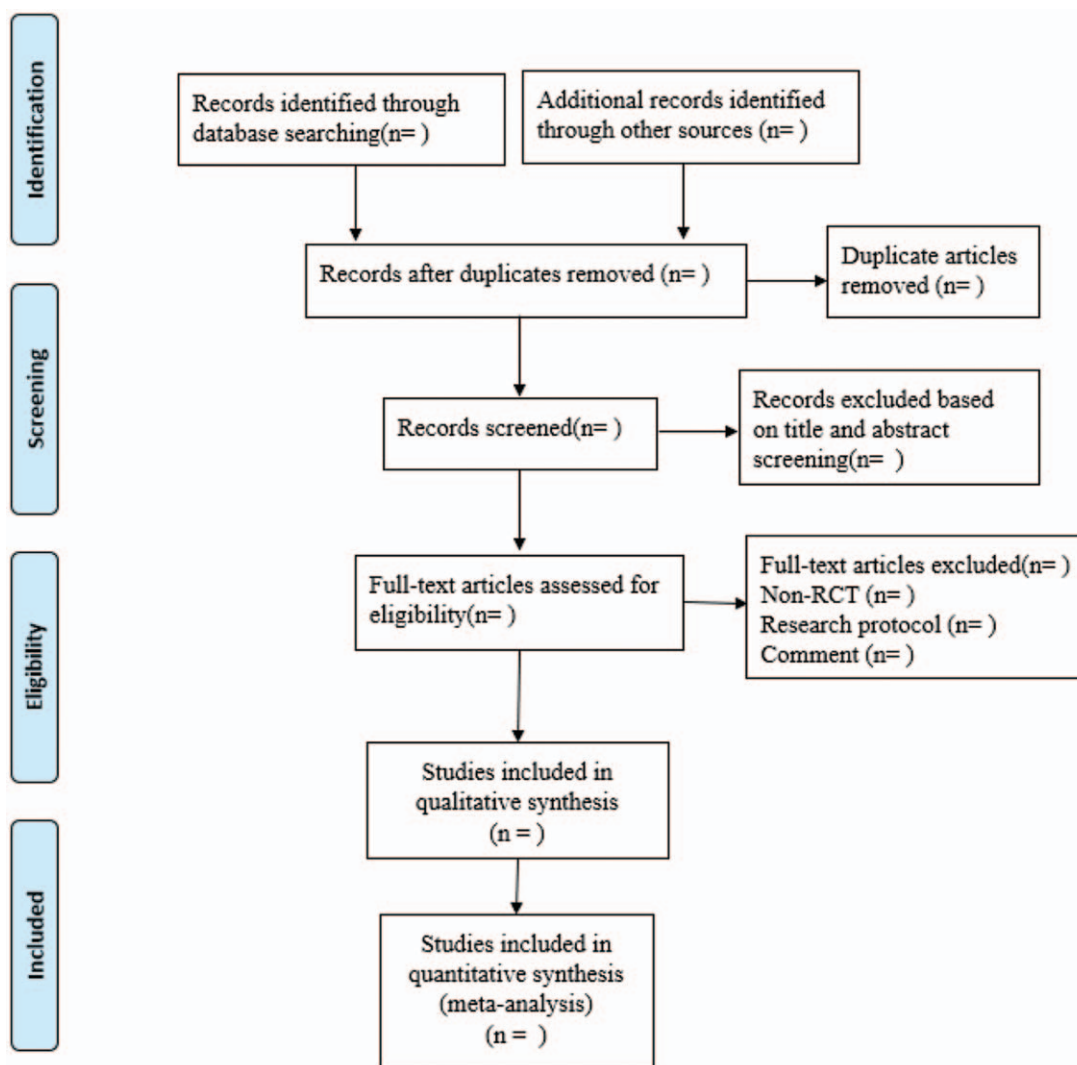 Identification
Records identified through
database searching(n= )
Additional records identified
through other sources (n= )
Records after duplicates removed (n= )
Duplicate articles
removed (n= )
Screening
Records screened(n= )
Records excluded based
on title and abstract
screening(n=  )
Eligibility
Full-text articles assessed for
eligibility(n= )
Full-text articles excluded(n= )
Non-RCT (n= )
Research protocol (n= )
Comment (n= )
Studies included in
qualitative synthesis
(n = )
Included
Studies included in
quantitative synthesis
(meta-analysis)
(n =  )